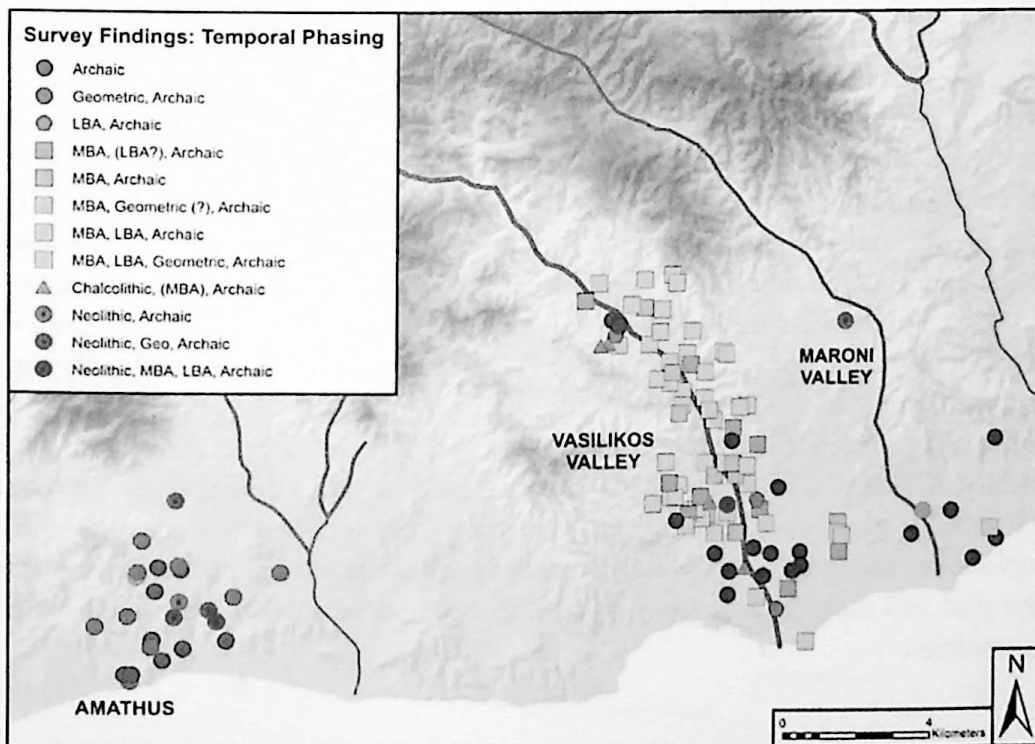 Survey Findings: Temporal Phasing
Archaic
Geometric, Archaic
LBA, Archaic
MBA, (LBA?), Archaic
MBA, Archaic
MBA, Geometric (?), Archaic
MBA, LBA, Archaic
MBA, LBA, Geometric, Archaic
Chalcolithic, (MBA), Archaic
Neolithic, Archaic
Neolithic, Geo, Archaic
Neolithic, MBA, LBA, Archaic
MARONI
VALLEY
VASILIKOS
VALLEY
AMATHUS
N
0 4
Kilometers